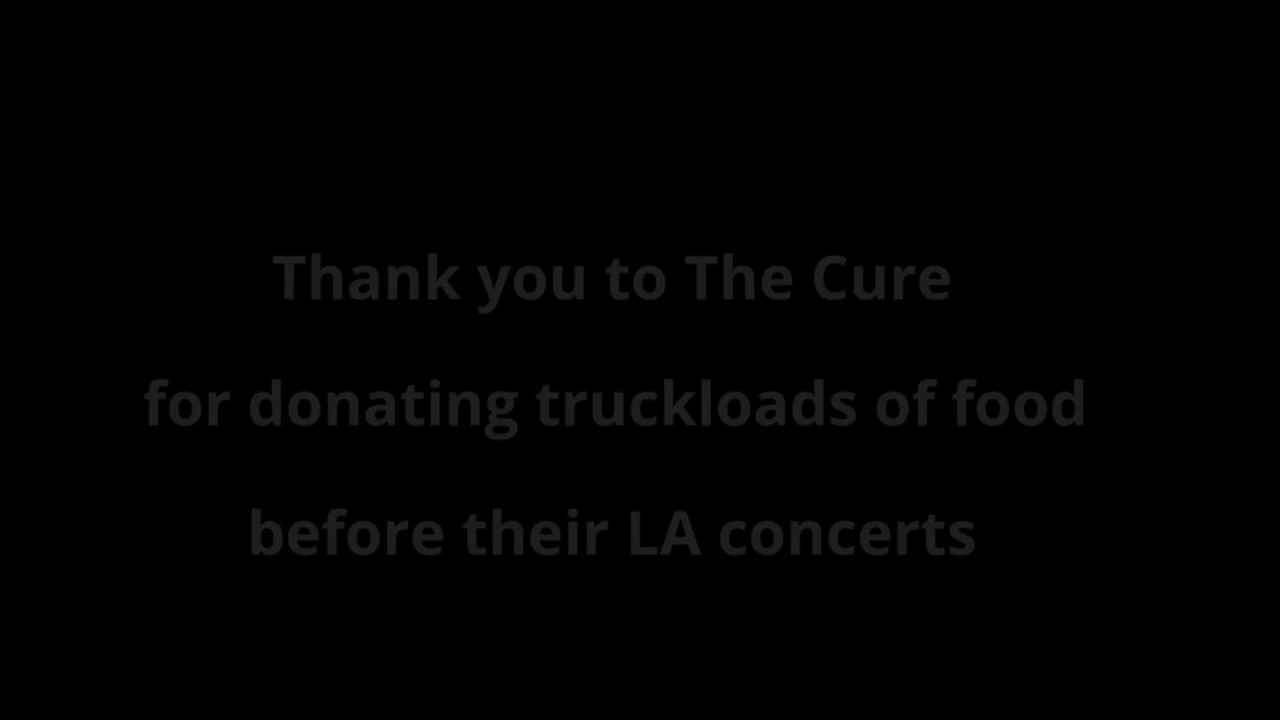 Thank you to The Cure
for donating truckloads of food
before their LA concerts